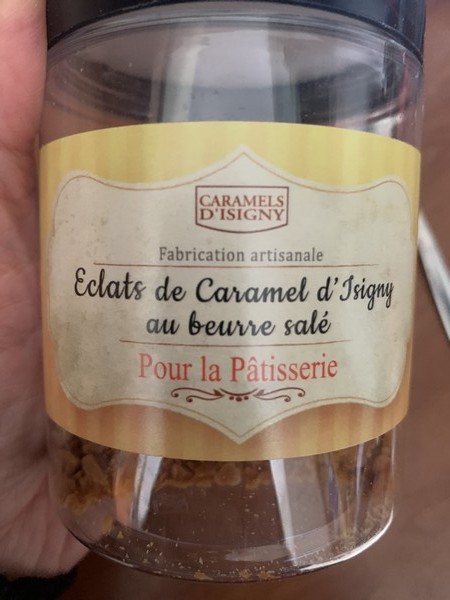 CARAMELS
D'ISIGNY
Fabrication artisanale
Eclats de Caramel d'Isigny
au beurre salé
Pour la Pâtisserie